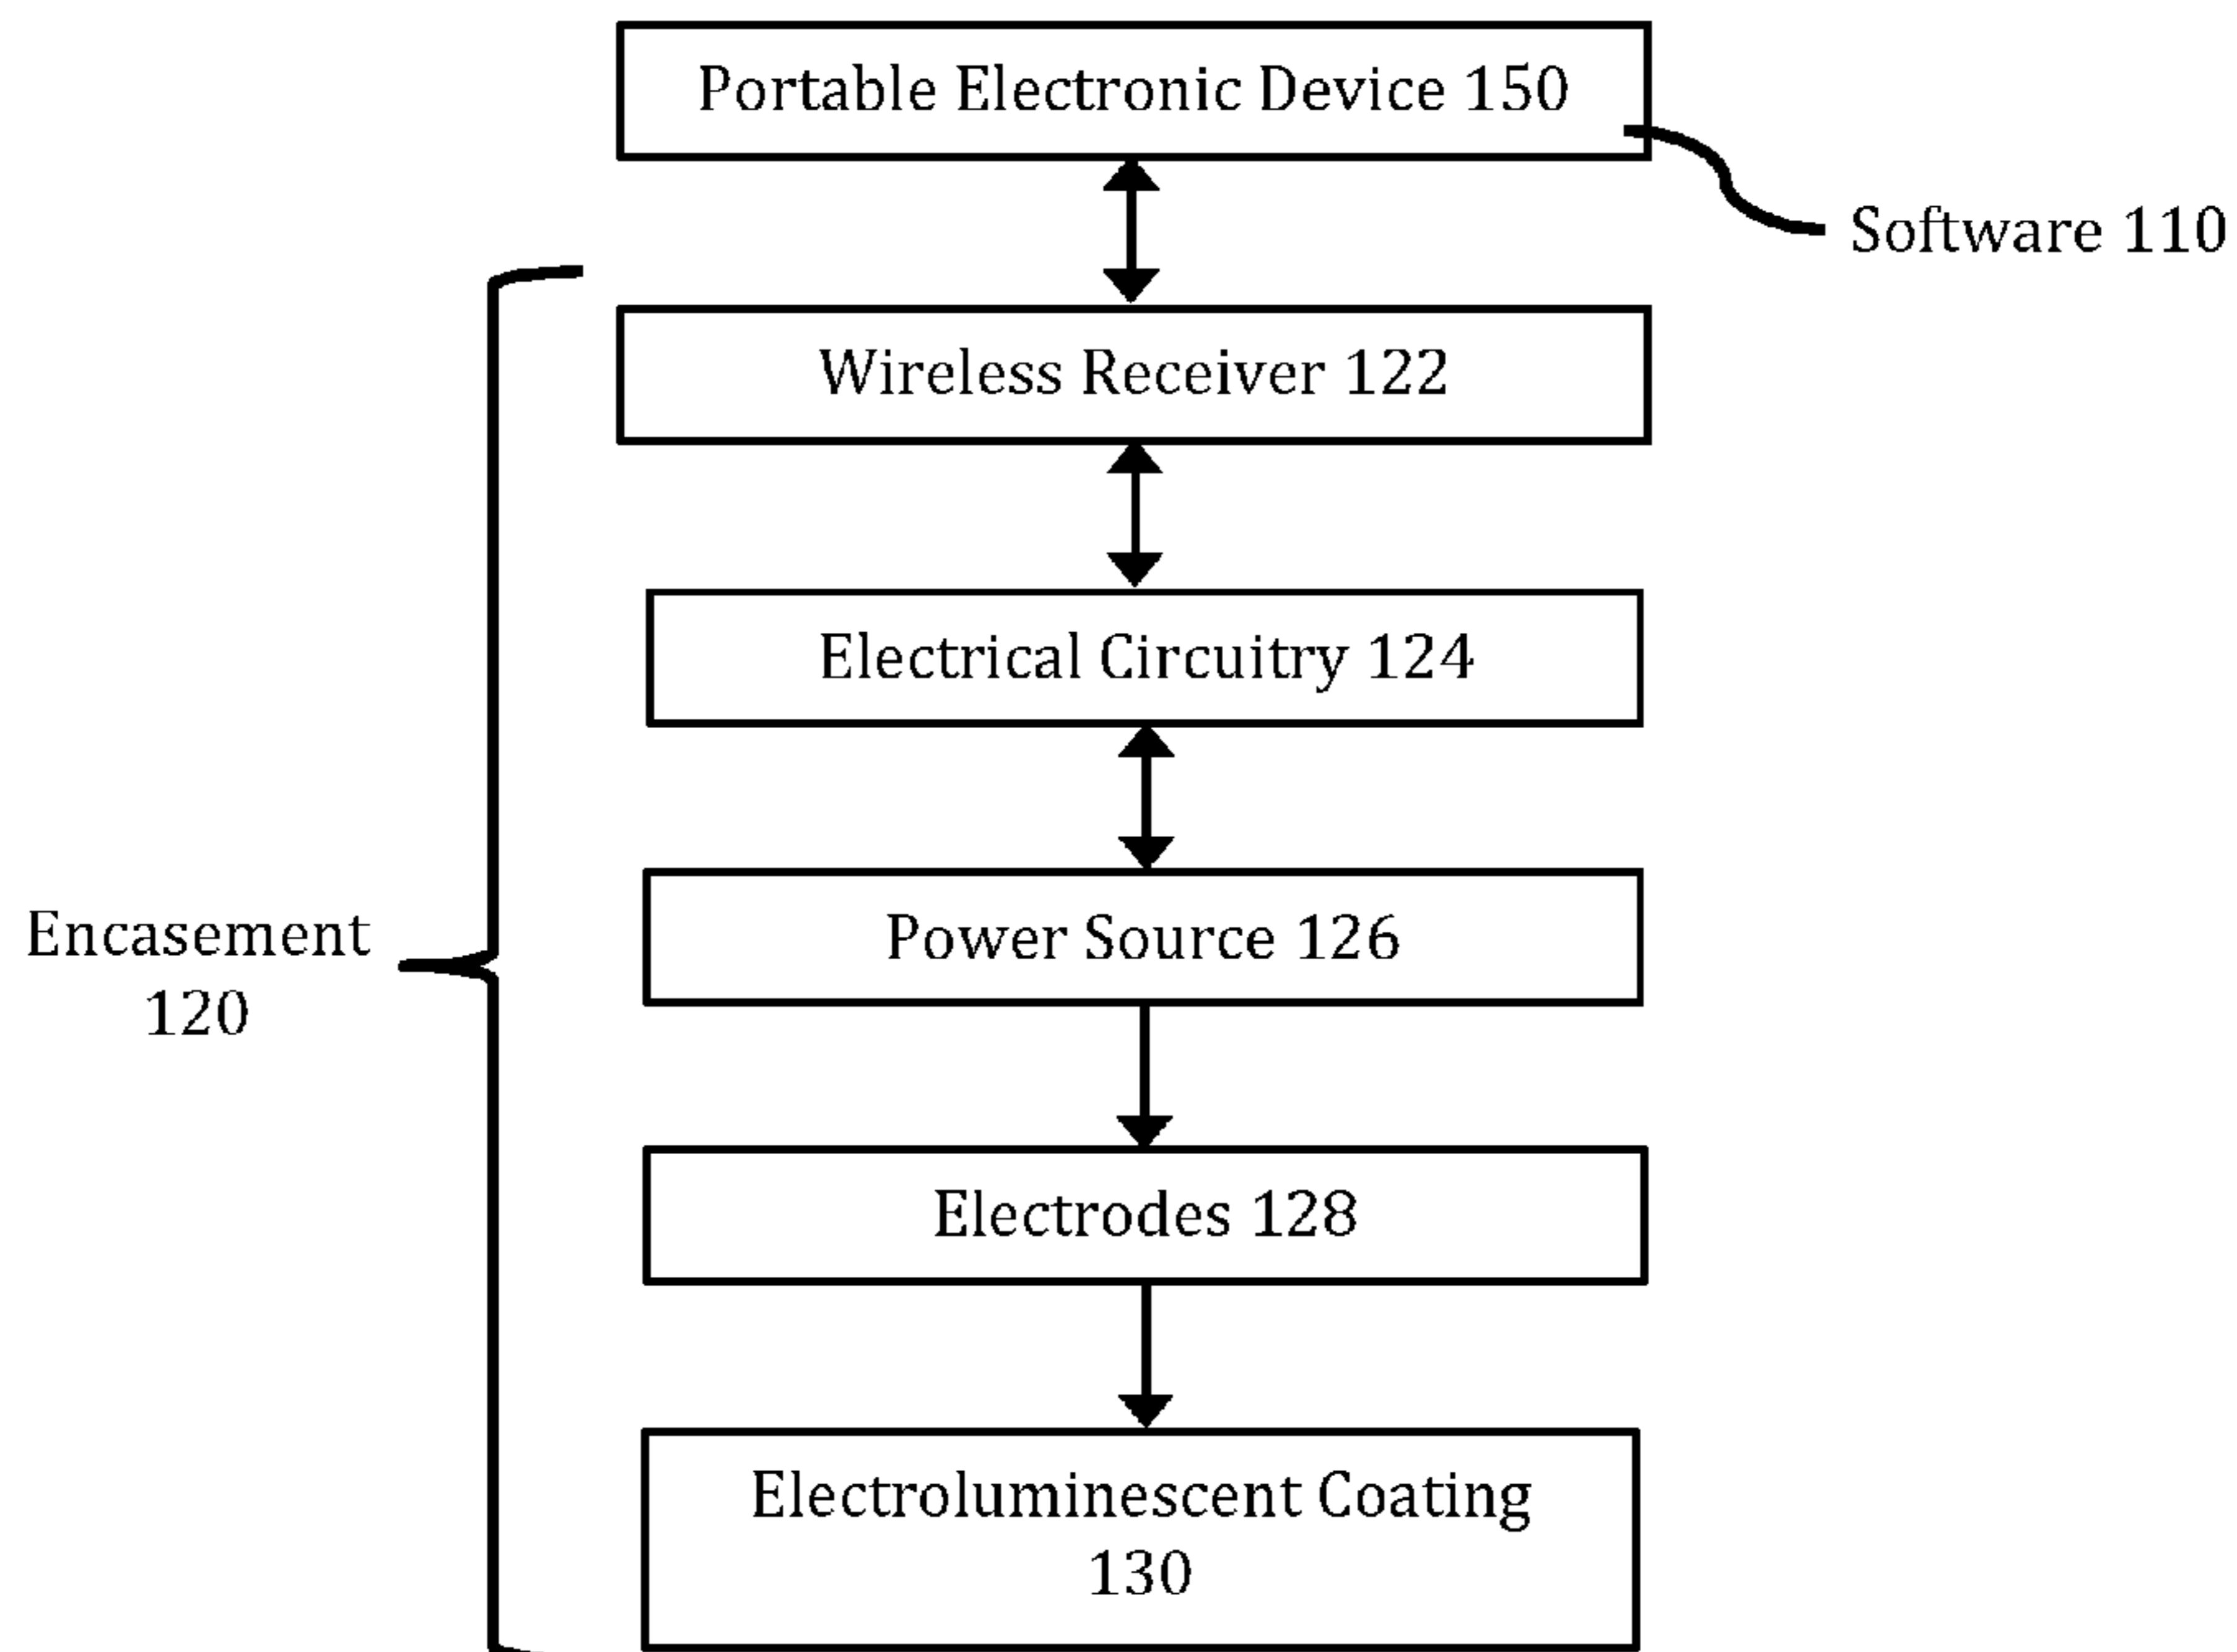 Portable Electronic Device 150
Software 110
Wireless Receiver 122
Electrical Circuitry 124
Power Source 126
Encasement
120
Electrodes 128
Electroluminescent Coating
130